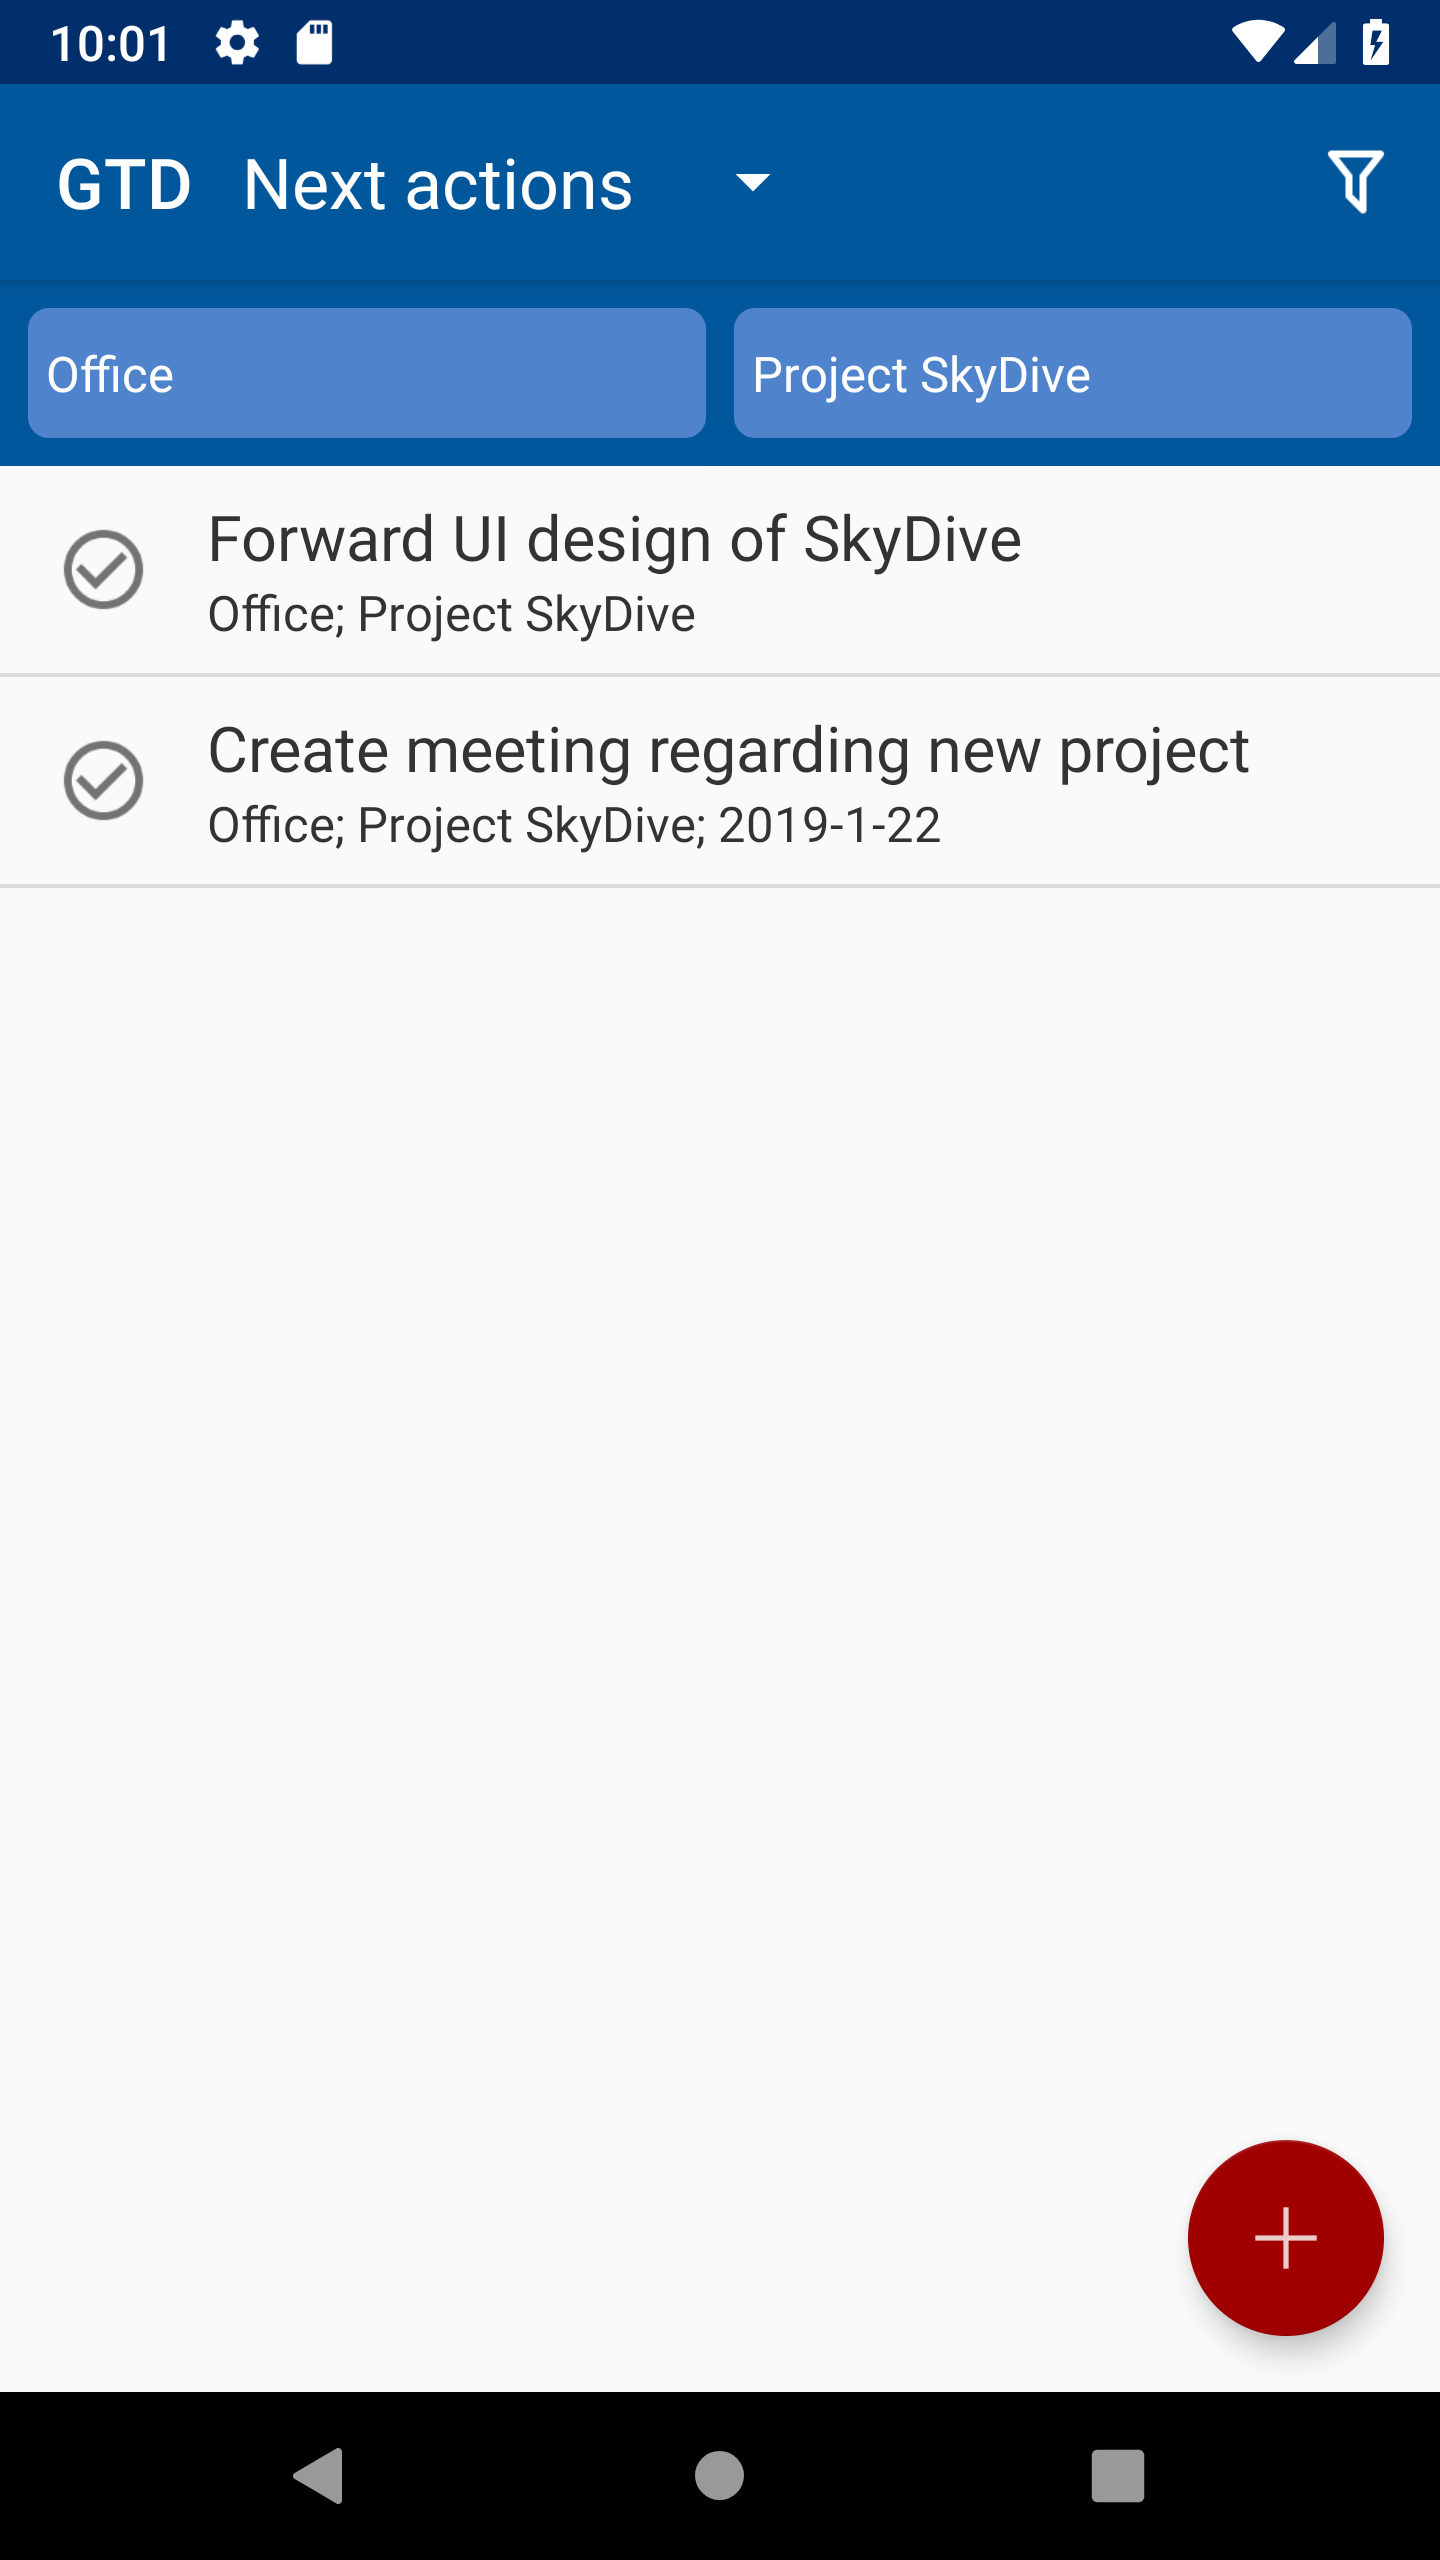 10:01
GTD Next actions
Office Project SkyDive
Forward UI design of SkyDive
Office; Project SkyDive
Create meeting regarding new project
Office; Project SkyDive; 2019-1-22